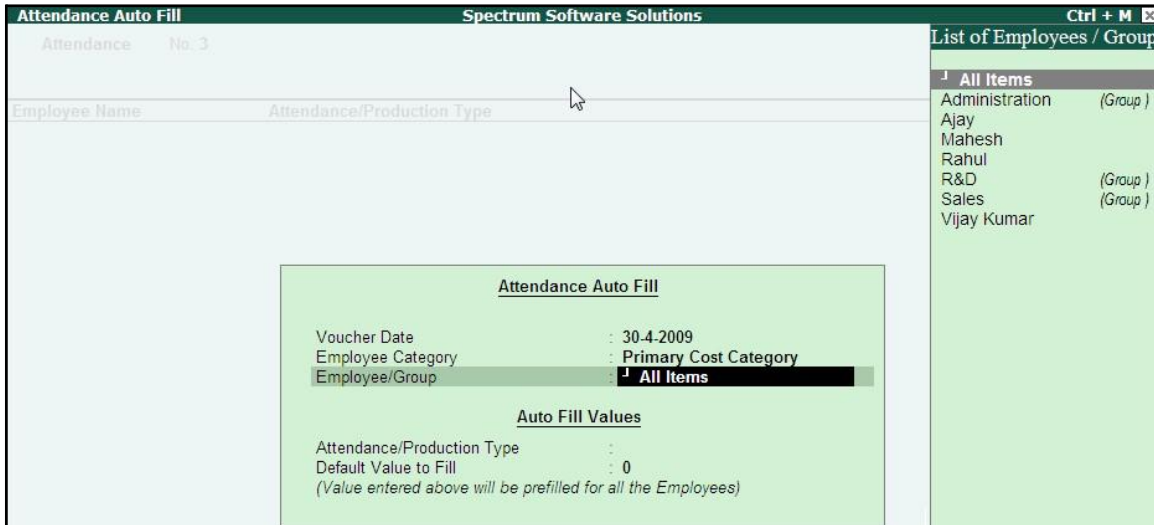 Attendance Auto Fill Spectrum Software Solutions Ctrl + M
Attendance No. 3
Employee Name Attendance/Production Type
List of Employees / Group
┘ All Items
Administration (Group )
Ajay
Mahesh
Rahul
R&D (Group )
Sales (Group )
Vijay Kumar
Attendance Auto Fill
Voucher Date : 30-4-2009
Employee Category : Primary Cost Category
Employee/Group : ┘ All Items
Auto Fill Values
Attendance/Production Type :
Default Value to Fill : 0
(Value entered above will be prefilled for all the Employees)